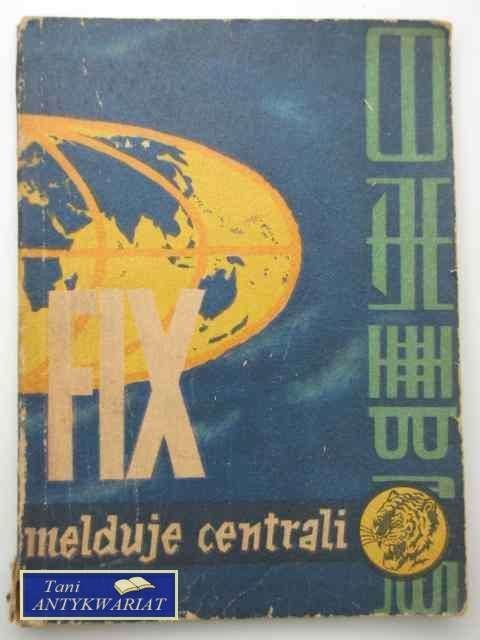 FIX
melduje centrali
Tani
ANTYKWARIAT